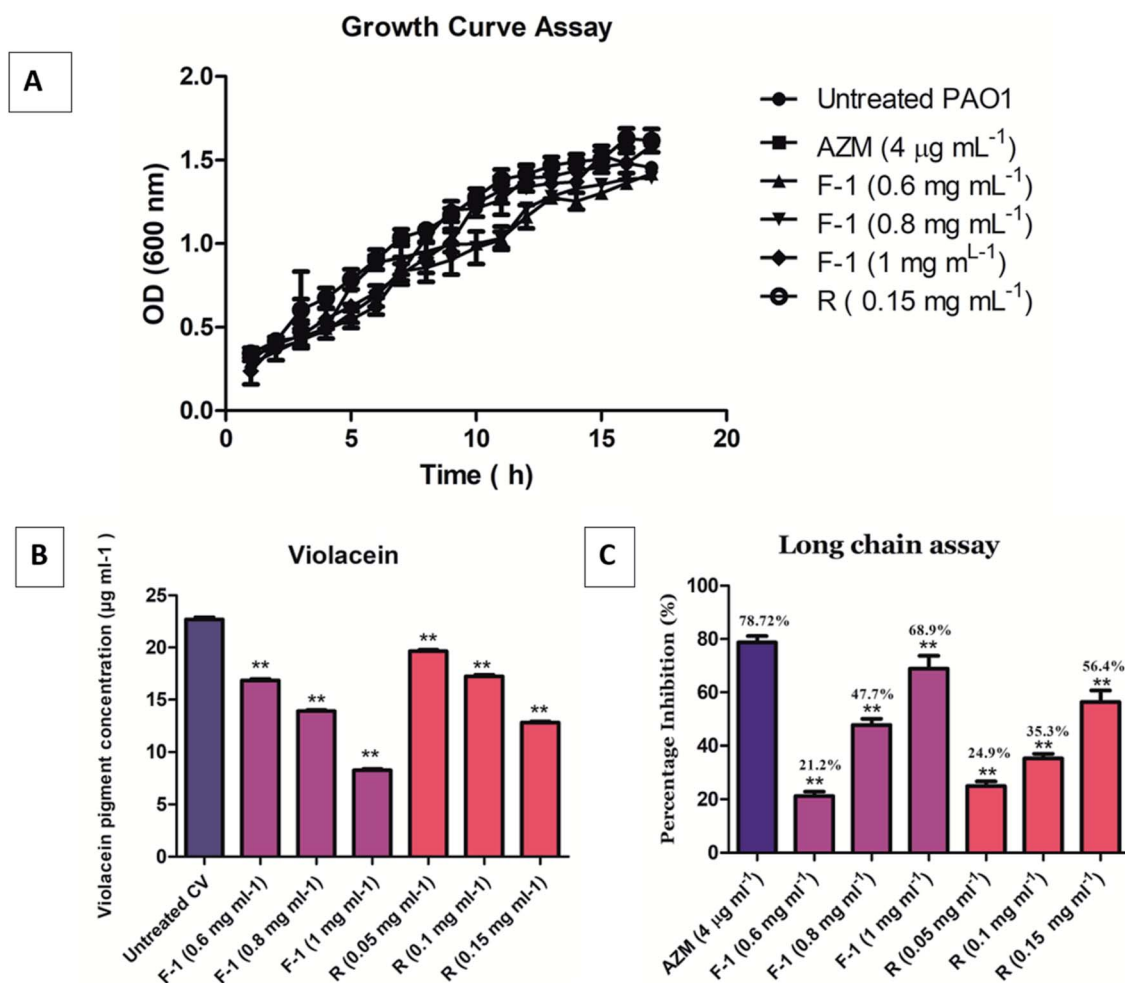 Growth Curve Assay
A
OD (600 nm)
2.0
1.5
1.0
0.5
0.0
0
5
10
15
20
Time ( h)
Untreated PAO1
AZM (4 μg mL-1)
F-1 (0.6 mg mL-1)
F-1 (0.8 mg mL-1)
F-1 (1 mg mL-1)
R ( 0.15 mg mL-1)
B
Violacein
Violacein pigment concentration (μg ml-1 )
25
20
15
10
5
0
**
**
**
**
**
**
Untreated CV
F-1 (0.6 mg ml-1)
F-1 (0.8 mg ml-1)
F-1 (1 mg ml-1)
R (0.05 mg ml-1)
R (0.1 mg ml-1)
R (0.15 mg ml-1)
C
Long chain assay
Percentage Inhibition (%)
100
80
60
40
20
0
78.72%
21.2%
**
47.7%
**
68.9%
**
24.9%
**
35.3%
**
56.4%
**
AZM (4 μg ml-1)
F-1 (0.6 mg ml-1)
F-1 (0.8 mg ml-1)
F-1 (1 mg ml-1)
R (0.05 mg ml-1)
R (0.1 mg ml-1)
R (0.15 mg ml-1)